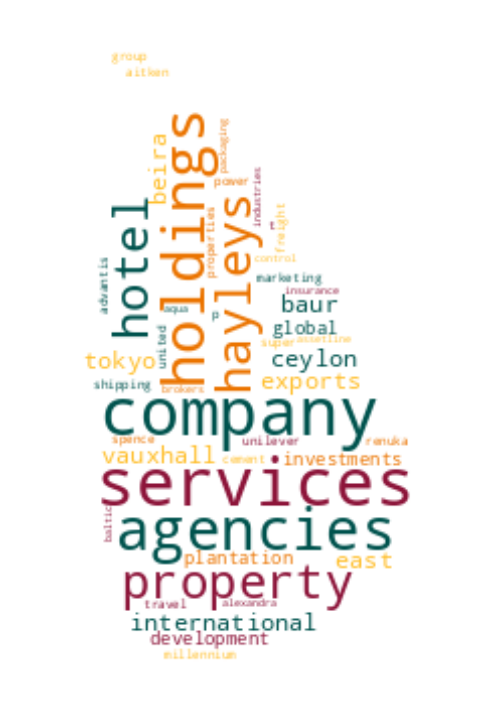 group
aitken
holdings
packaging
beira
power
industries
hotel
hayleys
properties
freight
control
advantis
marketing
insurance
aqua
p
baur
global
united
super
assetline
tokyo
ceylon
shipping
brokers
exports
company
spence
unilever
renuka
vauxhall
cement
investments
services
baltic
agencies
plantation
east
property
travel
alexandra
international
development
millennium